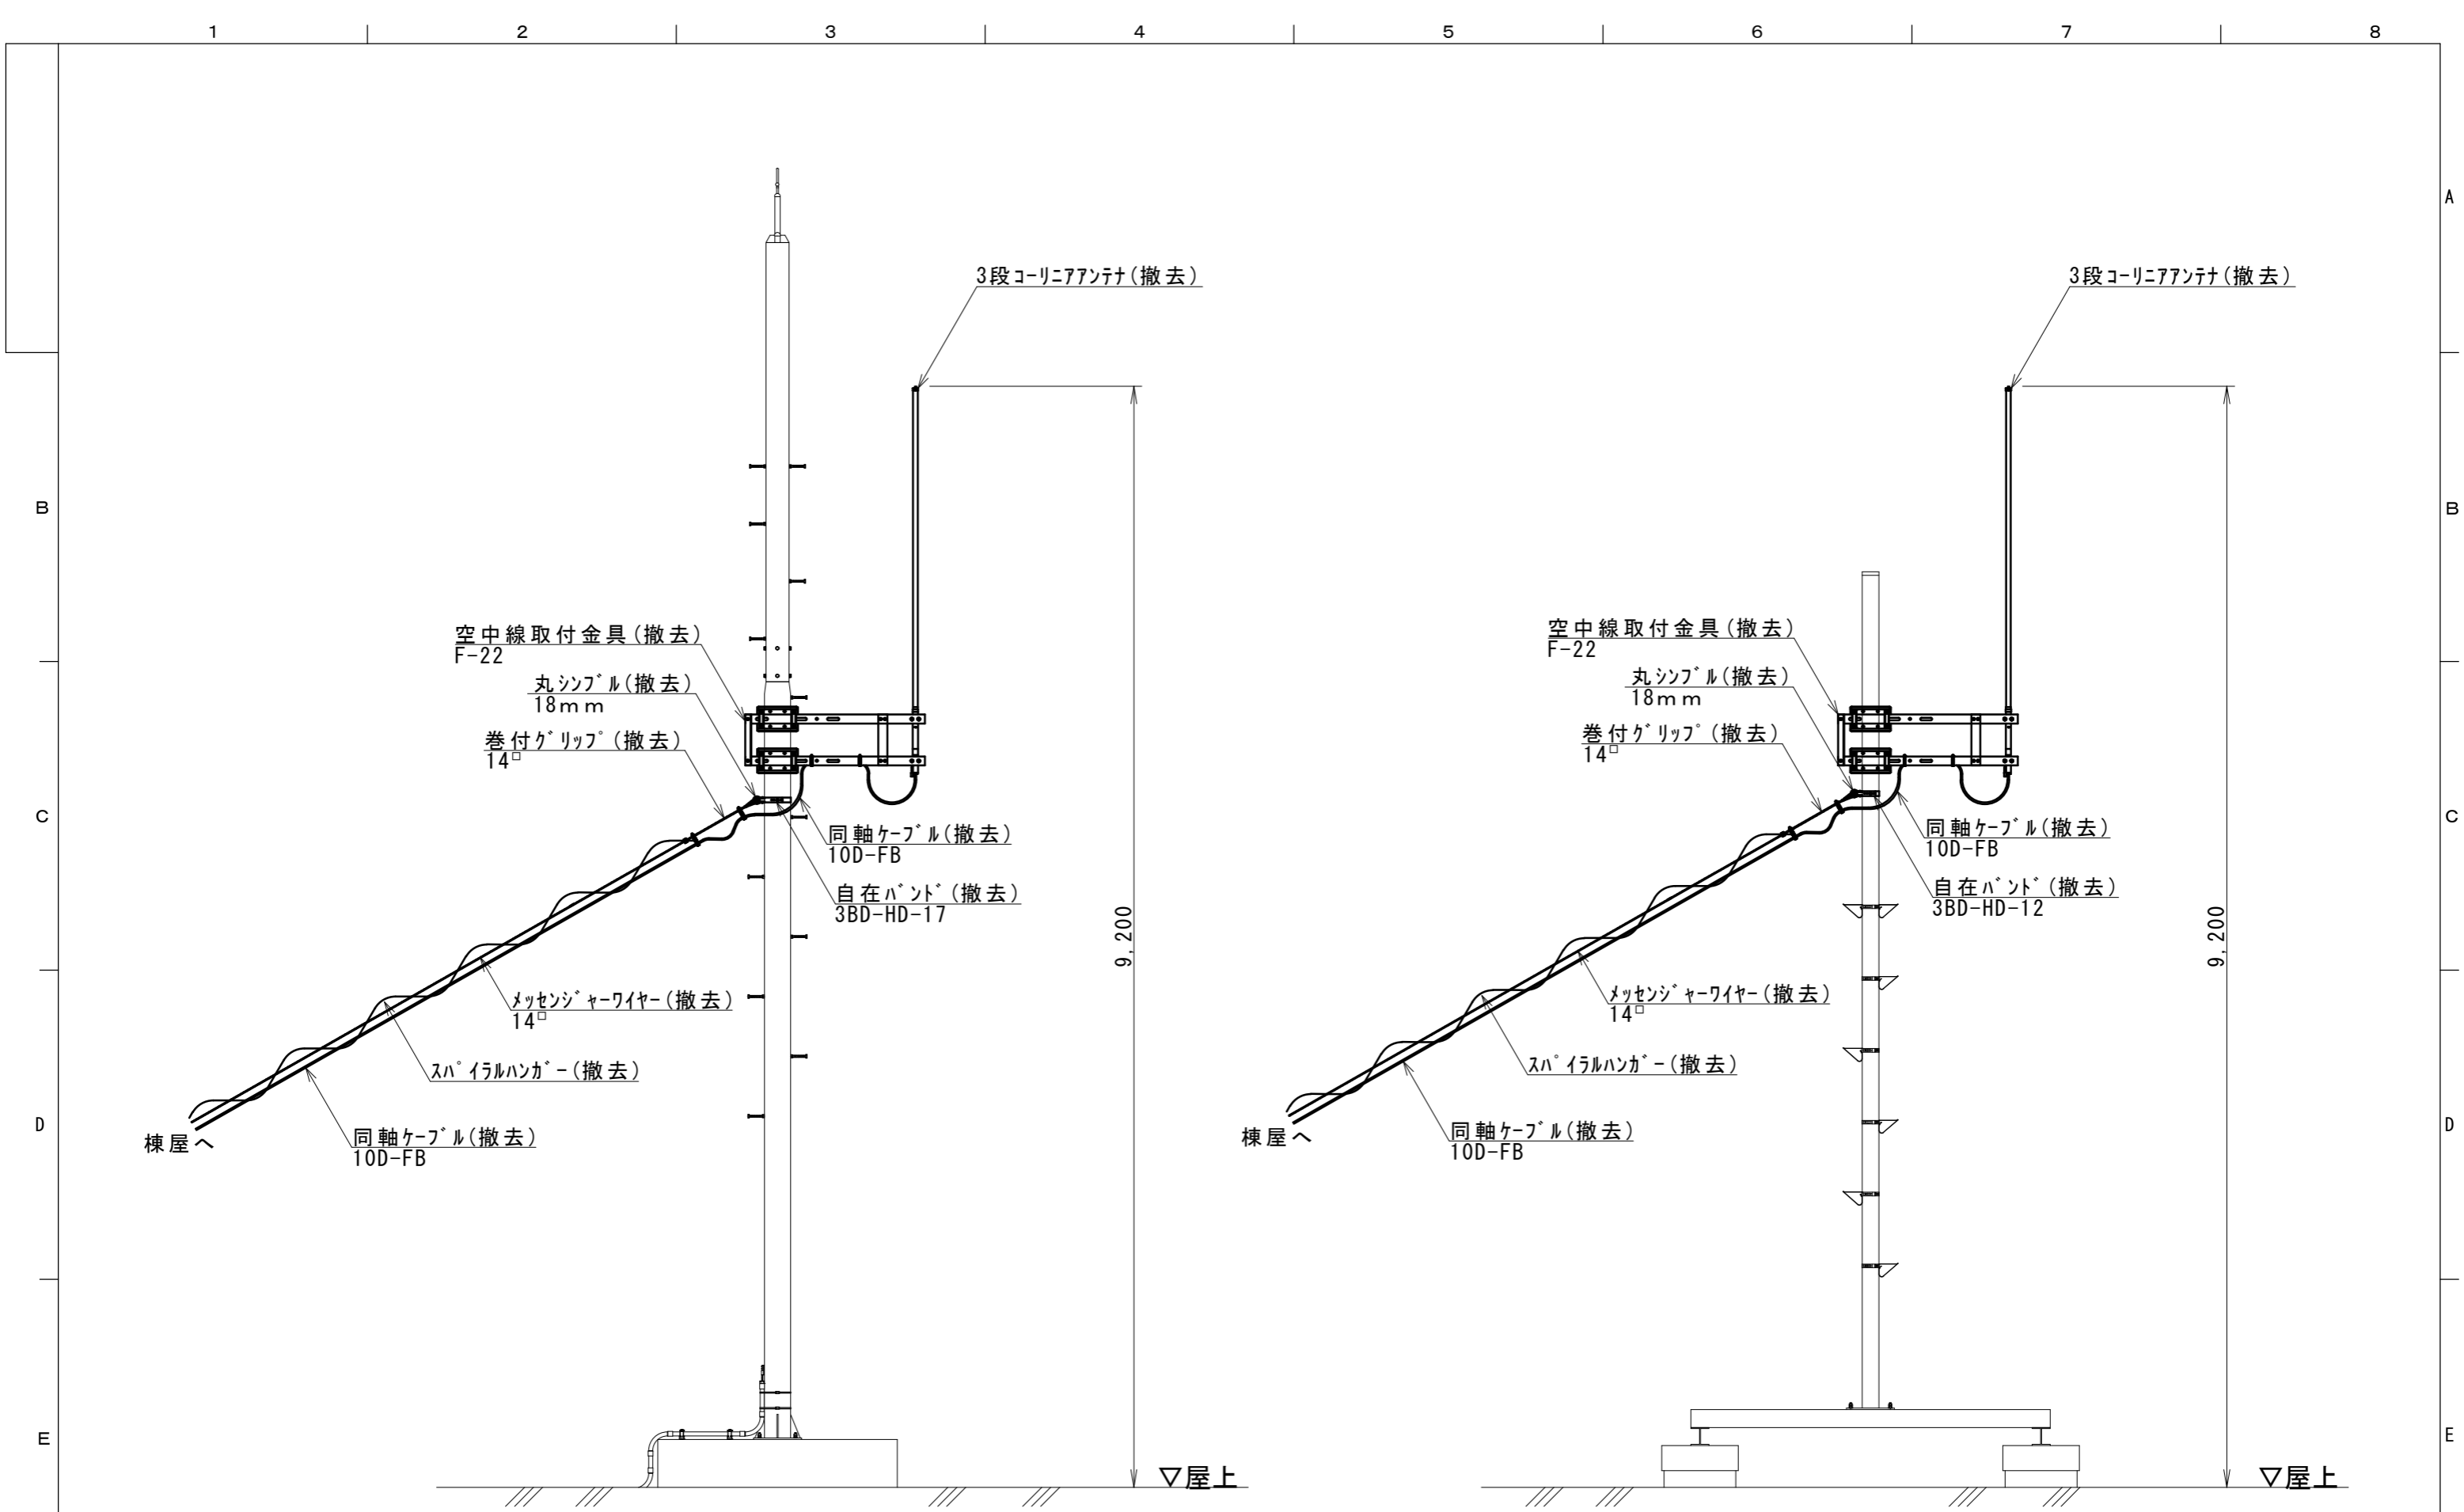 1 2 3 4 5 6 7 8
A
B
B
C
C
D
D
E
E
3段コーリニアアンテナ(撤去)
空中線取付金具(撤去)
F-22
丸シンブル(撤去)
18mm
巻付グリップ(撤去)
14□
同軸ケーブル(撤去)
10D-FB
自在バンド(撤去)
3BD-HD-17
メッセンジャーワイヤー(撤去)
14□
スパイラルハンガー(撤去)
同軸ケーブル(撤去)
10D-FB
棟屋へ
9,200
▽屋上
3段コーリニアアンテナ(撤去)
空中線取付金具(撤去)
F-22
丸シンブル(撤去)
18mm
巻付グリップ(撤去)
14□
同軸ケーブル(撤去)
10D-FB
自在バンド(撤去)
3BD-HD-12
メッセンジャーワイヤー(撤去)
14□
スパイラルハンガー(撤去)
同軸ケーブル(撤去)
10D-FB
棟屋へ
9,200
▽屋上